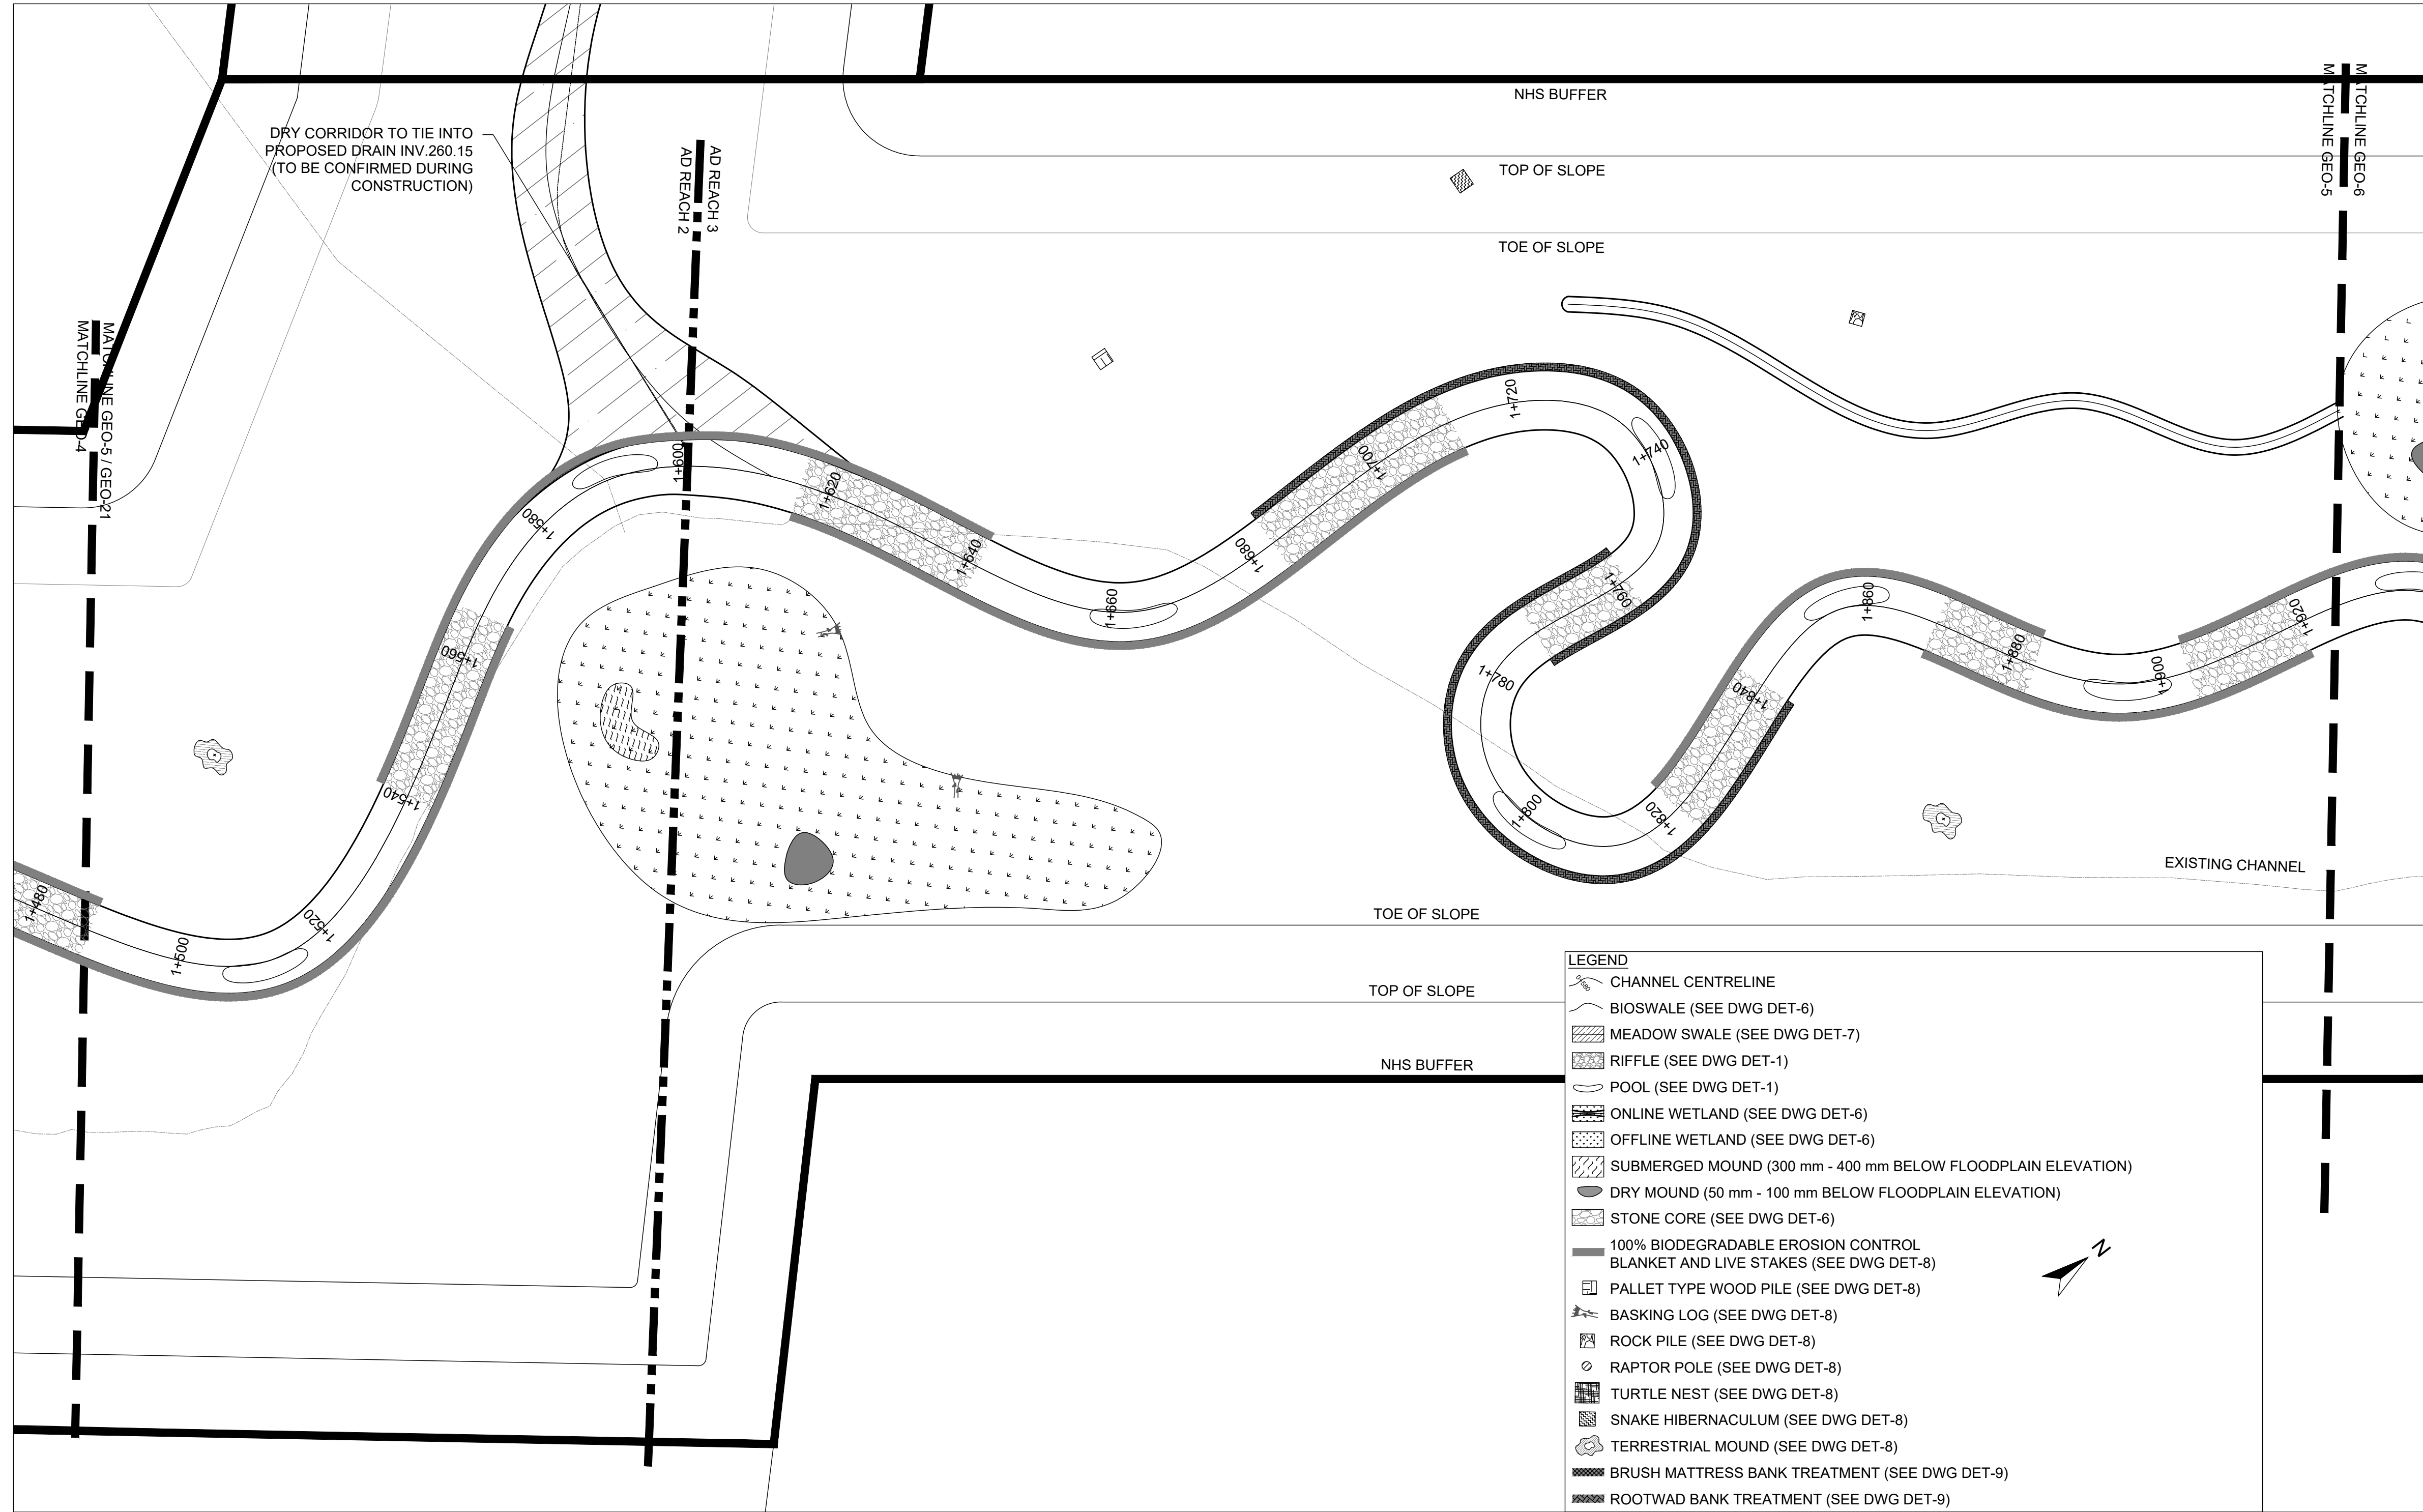 NHS BUFFER
MATCHLINE GEO-5
MATCHLINE GEO-6
DRY CORRIDOR TO TIE INTO
PROPOSED DRAIN INV.260.15
(TO BE CONFIRMED DURING
CONSTRUCTION)
AD REACH 2
AD REACH 3
TOP OF SLOPE
TOE OF SLOPE
MATCHLINE GEO-4
MATCHLINE GEO-5 / GEO-21
1+480
1+500
1+520
1+540
1+560
1+580
1+600
1+620
1+640
1+660
1+680
1+700
1+720
1+740
1+760
1+780
1+800
1+820
1+840
1+860
1+880
1+900
1+920
EXISTING CHANNEL
TOE OF SLOPE
TOP OF SLOPE
NHS BUFFER
LEGEND
CHANNEL CENTRELINE
BIOSWALE (SEE DWG DET-6)
MEADOW SWALE (SEE DWG DET-7)
RIFFLE (SEE DWG DET-1)
POOL (SEE DWG DET-1)
ONLINE WETLAND (SEE DWG DET-6)
OFFLINE WETLAND (SEE DWG DET-6)
SUBMERGED MOUND (300 mm - 400 mm BELOW FLOODPLAIN ELEVATION)
DRY MOUND (50 mm - 100 mm BELOW FLOODPLAIN ELEVATION)
STONE CORE (SEE DWG DET-6)
100% BIODEGRADABLE EROSION CONTROL
BLANKET AND LIVE STAKES (SEE DWG DET-8)
PALLET TYPE WOOD PILE (SEE DWG DET-8)
BASKING LOG (SEE DWG DET-8)
ROCK PILE (SEE DWG DET-8)
RAPTOR POLE (SEE DWG DET-8)
TURTLE NEST (SEE DWG DET-8)
SNAKE HIBERNACULUM (SEE DWG DET-8)
TERRESTRIAL MOUND (SEE DWG DET-8)
BRUSH MATTRESS BANK TREATMENT (SEE DWG DET-9)
ROOTWAD BANK TREATMENT (SEE DWG DET-9)
N